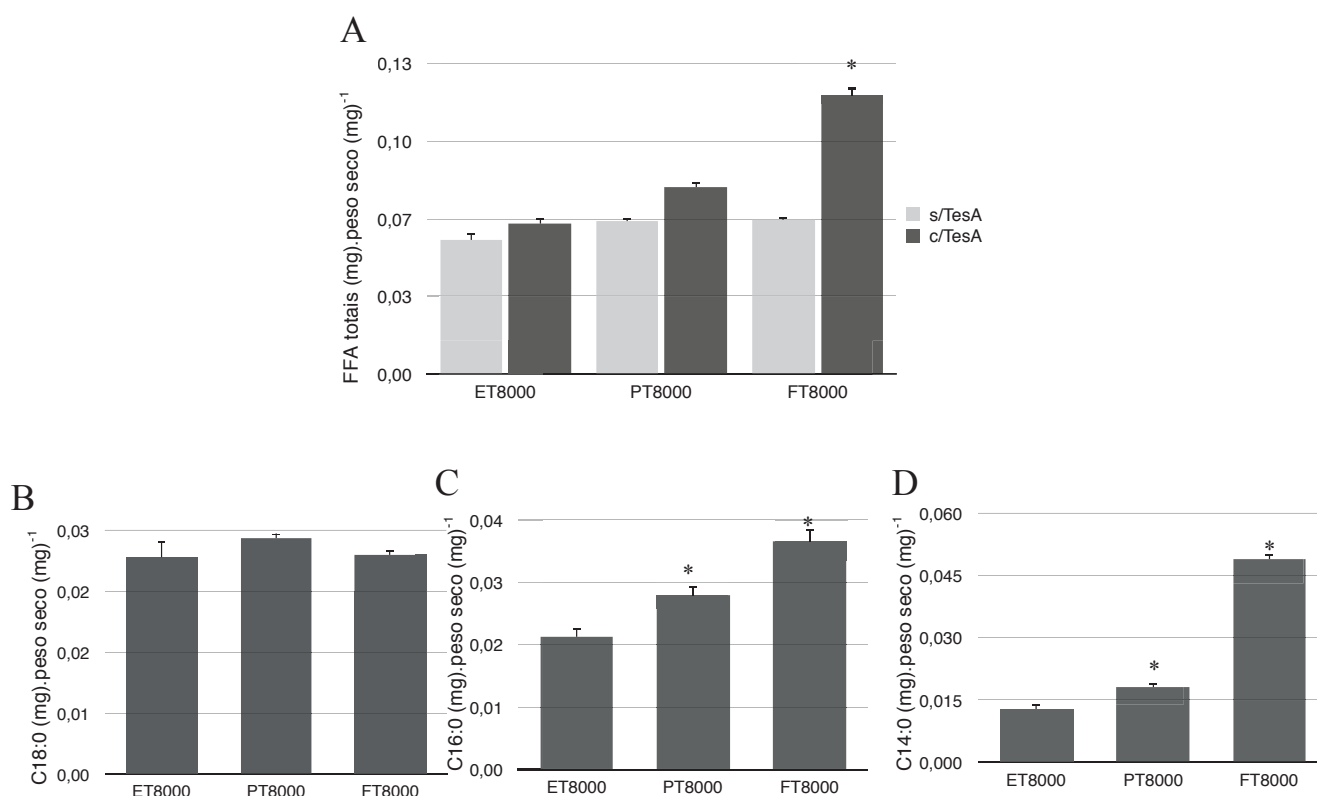 A
FFA totais (mg).peso seco (mg)⁻¹
0,13
0,10
0,07
0,03
0,00
*
ET8000
PT8000
FT8000
s/TesA
c/TesA
B
C18:0 (mg).peso seco (mg)⁻¹
0,03
0,02
0,02
0,01
0,00
ET8000
PT8000
FT8000
C
C16:0 (mg).peso seco (mg)⁻¹
0,04
0,03
0,02
0,01
0,00
*
*
ET8000
PT8000
FT8000
D
C14:0 (mg).peso seco (mg)⁻¹
0,060
0,045
0,030
0,015
0,000
*
*
ET8000
PT8000
FT8000